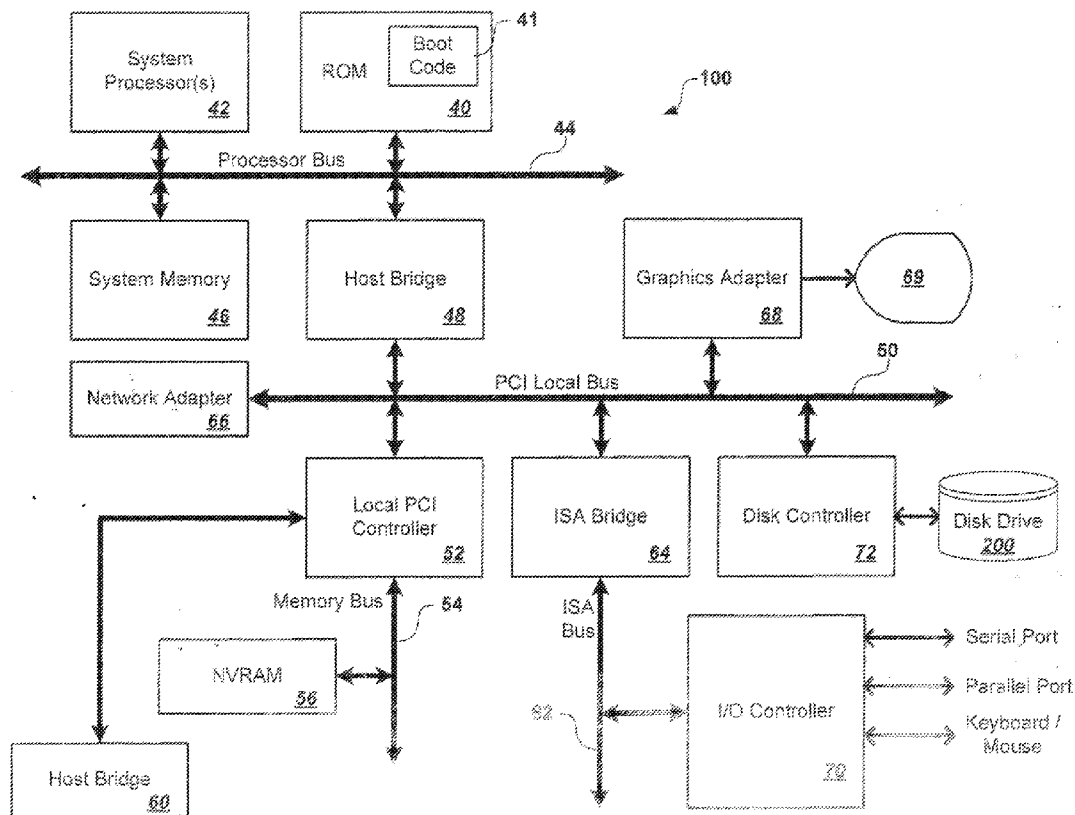 41
System
Processor(s)
42
ROM
Boot
Code
40
100
Processor Bus
44
System Memory
46
Host Bridge
48
Graphics Adapter
68
69
Network Adapter
66
PCI Local Bus
50
Local PCI
Controller
52
ISA Bridge
64
Disk Controller
72
Disk Drive
200
Memory Bus
54
ISA
Bus
NVRAM
56
62
I/O Controller
70
Serial Port
Parallel Port
Keyboard /
Mouse
Host Bridge
60